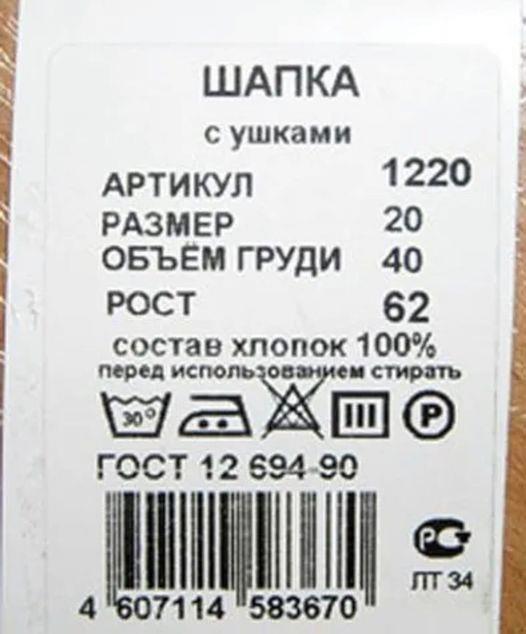 ШАПКА
с ушками
АРТИКУЛ 1220
РАЗМЕР 20
ОБЪЁМ ГРУДИ 40
РОСТ 62
состав хлопок 100%
перед использованием стирать
30° P
ГОСТ 12 694-90
РС
ЛТ 34
4 607114 583670